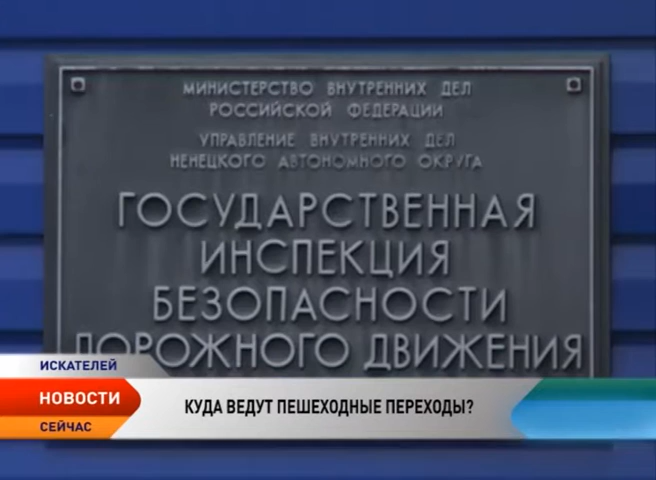 МИНИСТЕРСТВО ВНУТРЕННИХ ДЕЛ
РОССИЙСКОЙ ФЕДЕРАЦИИ
УПРАВЛЕНИЕ ВНУТРЕННИХ ДЕЛ
НЕНЕЦКОГО АВТОНОМНОГО ОКРУГА
ГОСУДАРСТВЕННАЯ
ИНСПЕКЦИЯ
БЕЗОПАСНОСТИ
ДОРОЖНОГО ДВИЖЕНИЯ
ИСКАТЕЛЕЙ
НОВОСТИ
СЕЙЧАС
КУДА ВЕДУТ ПЕШЕХОДНЫЕ ПЕРЕХОДЫ?